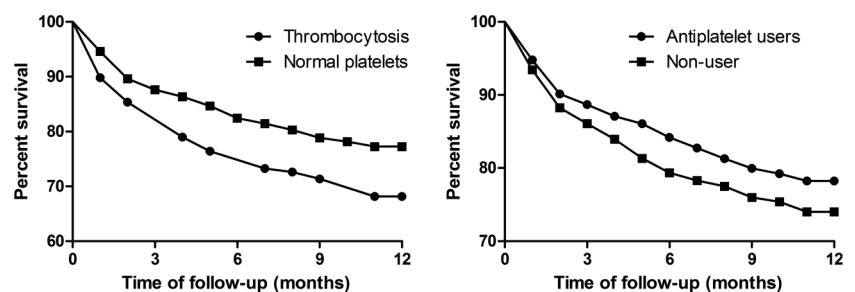 Percent survival
100
90
80
70
60
0
3
6
9
12
Time of follow-up (months)
Thrombocytosis
Normal platelets
Percent survival
100
90
80
70
0
3
6
9
12
Time of follow-up (months)
Antiplatelet users
Non-user